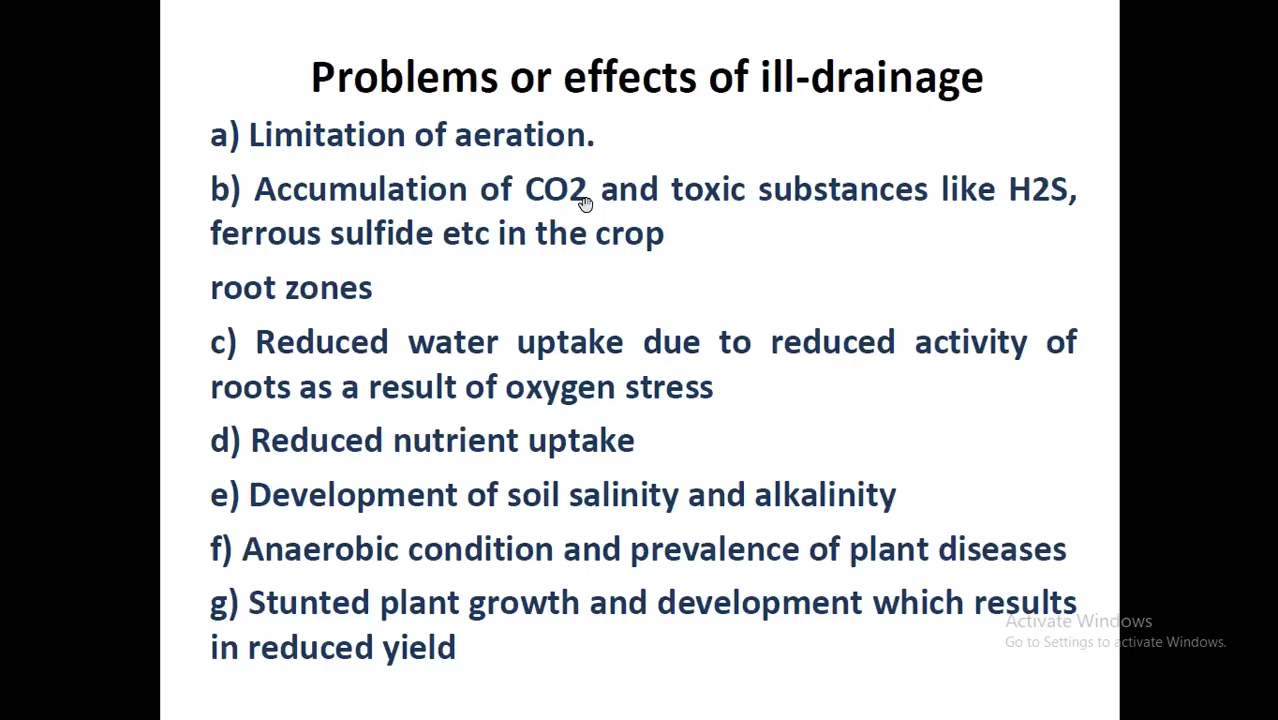 Problems or effects of ill-drainage
a) Limitation of aeration.
b) Accumulation of CO2 and toxic substances like H2S,
ferrous sulfide etc in the crop
root zones
c) Reduced water uptake due to reduced activity of
roots as a result of oxygen stress
d) Reduced nutrient uptake
e) Development of soil salinity and alkalinity
f) Anaerobic condition and prevalence of plant diseases
g) Stunted plant growth and development which results
in reduced yield
Activate Windows
Go to Settings to activate Windows.